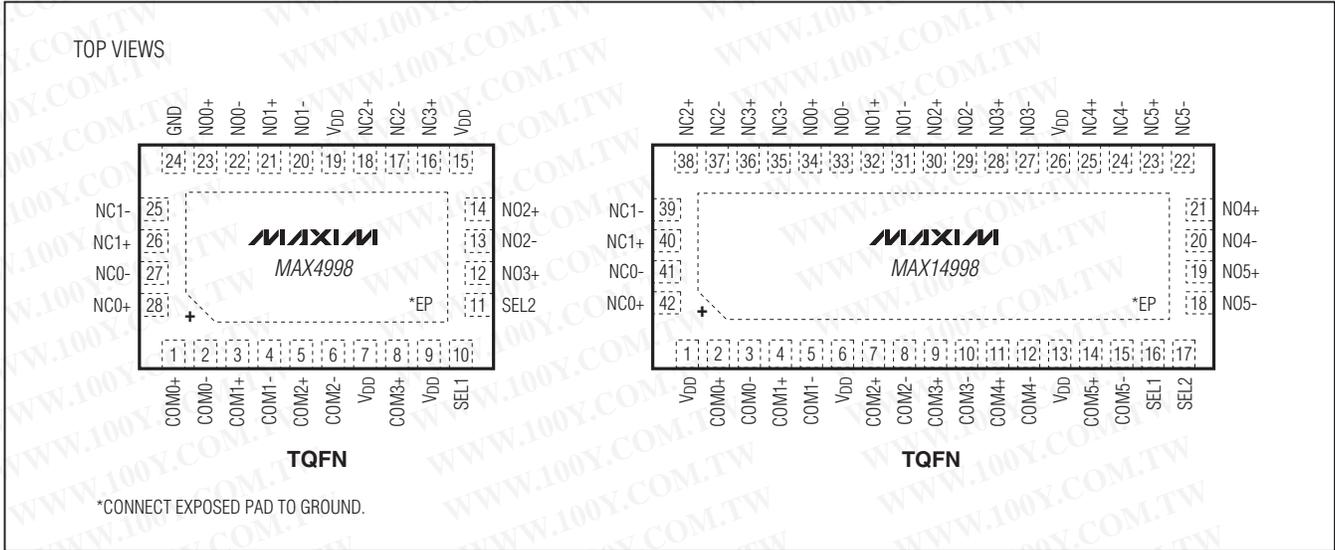 TOP VIEWS
GND NO0+ NO0- NO1+ NO1- VDD NC2+ NC2- NC3+ VDD
24 23 22 21 20 19 18 17 16 15
NC1- 25
NC1+ 26
NC0- 27
NC0+ 28
MAXIM
MAX4998
*EP
+
14 NO2+
13 NO2-
12 NO3+
11 SEL2
1 2 3 4 5 6 7 8 9 10
COM0+ COM0- COM1+ COM1- COM2+ COM2- VDD COM3+ VDD SEL1
TQFN
NC2+ NC2- NC3+ NC3- NO0+ NO0- NO1+ NO1- NO2+ NO2- NO3+ NO3- VDD NC4+ NC4- NC5+ NC5-
38 37 36 35 34 33 32 31 30 29 28 27 26 25 24 23 22
NC1- 39
NC1+ 40
NC0- 41
NC0+ 42
MAXIM
MAX14998
*EP
+
21 NO4+
20 NO4-
19 NO5+
18 NO5-
1 2 3 4 5 6 7 8 9 10 11 12 13 14 15 16 17
VDD COM0+ COM0- COM1+ COM1- VDD COM2+ COM2- COM3+ COM3- COM4+ COM4- VDD COM5+ COM5- SEL1 SEL2
TQFN
*CONNECT EXPOSED PAD TO GROUND.
WWW.100Y.COM.TW